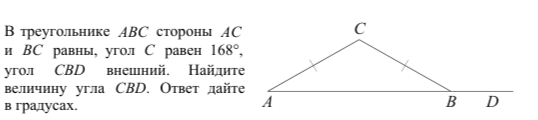 В треугольнике ABC стороны AC
и BC равны, угол C равен 168°,
угол CBD внешний. Найдите
величину угла CBD. Ответ дайте
в градусах.
C
A B D